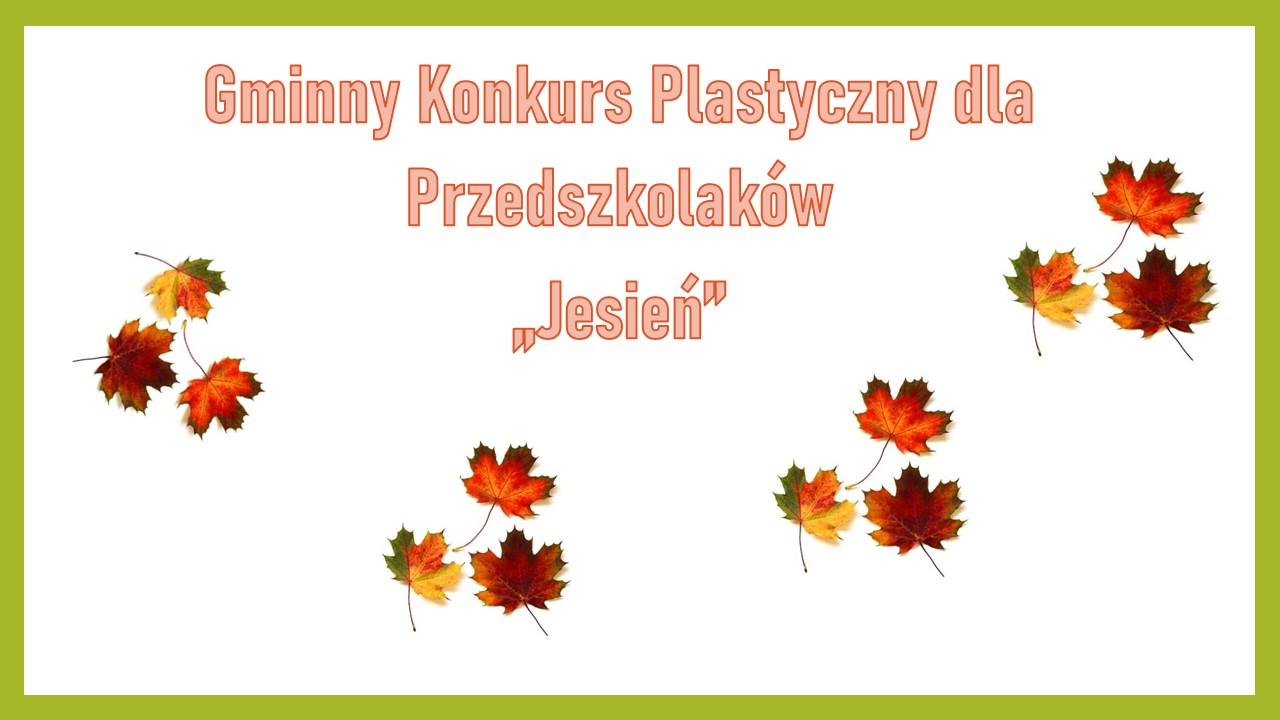 Gminny Konkurs Plastyczny dla
Przedszkolaków
„Jesień”